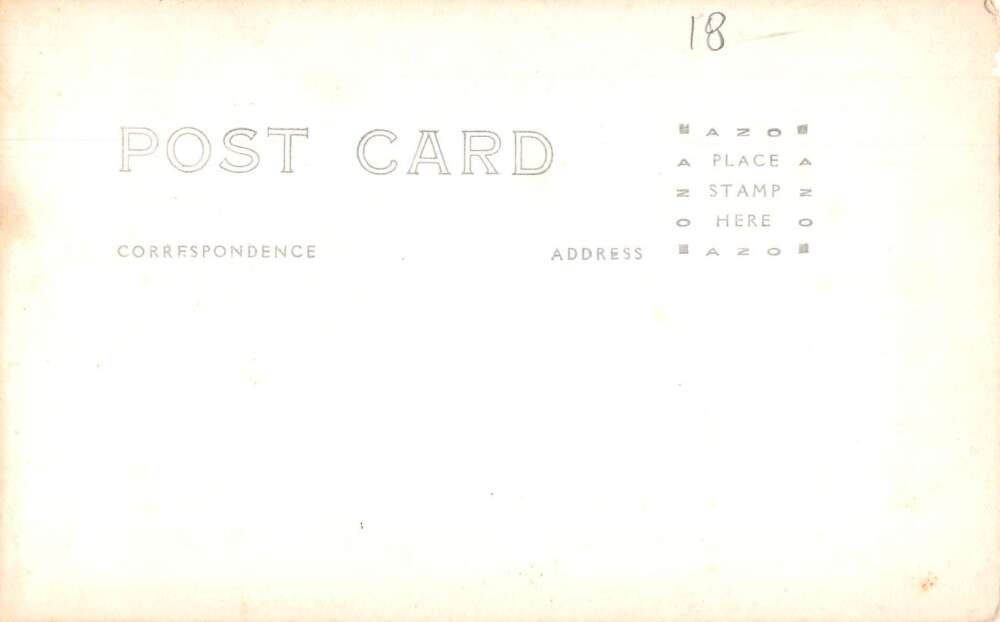 18
POST CARD
AZO
A PLACE A
Z STAMP Z
O HERE O
CORRESPONDENCE
ADDRESS
AZO